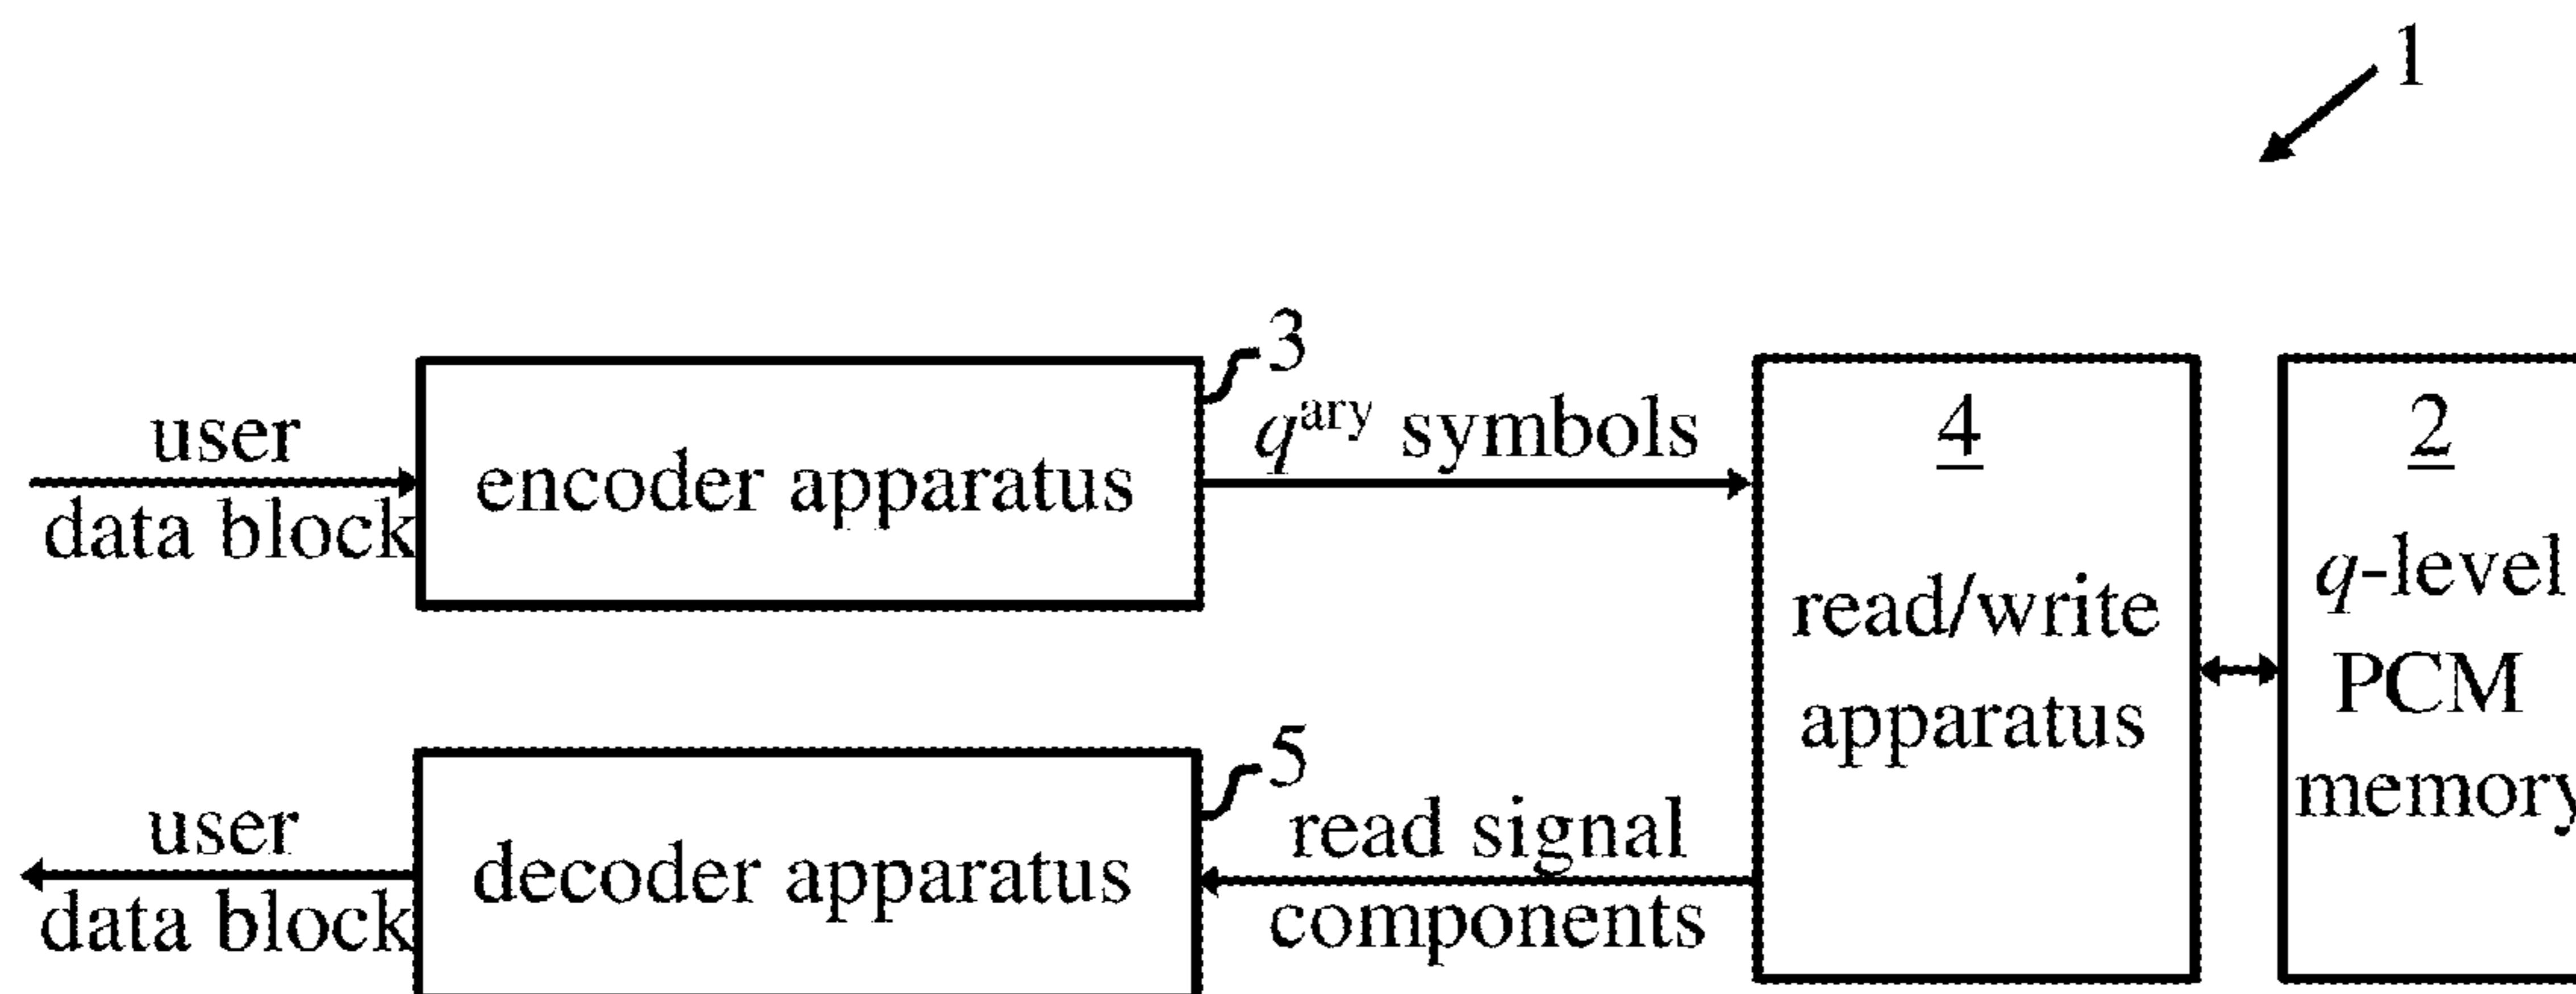 1
user
data block
encoder apparatus
3
qary symbols
4
read/write
apparatus
2
q-level
PCM
memory
user
data block
decoder apparatus
5
read signal
components